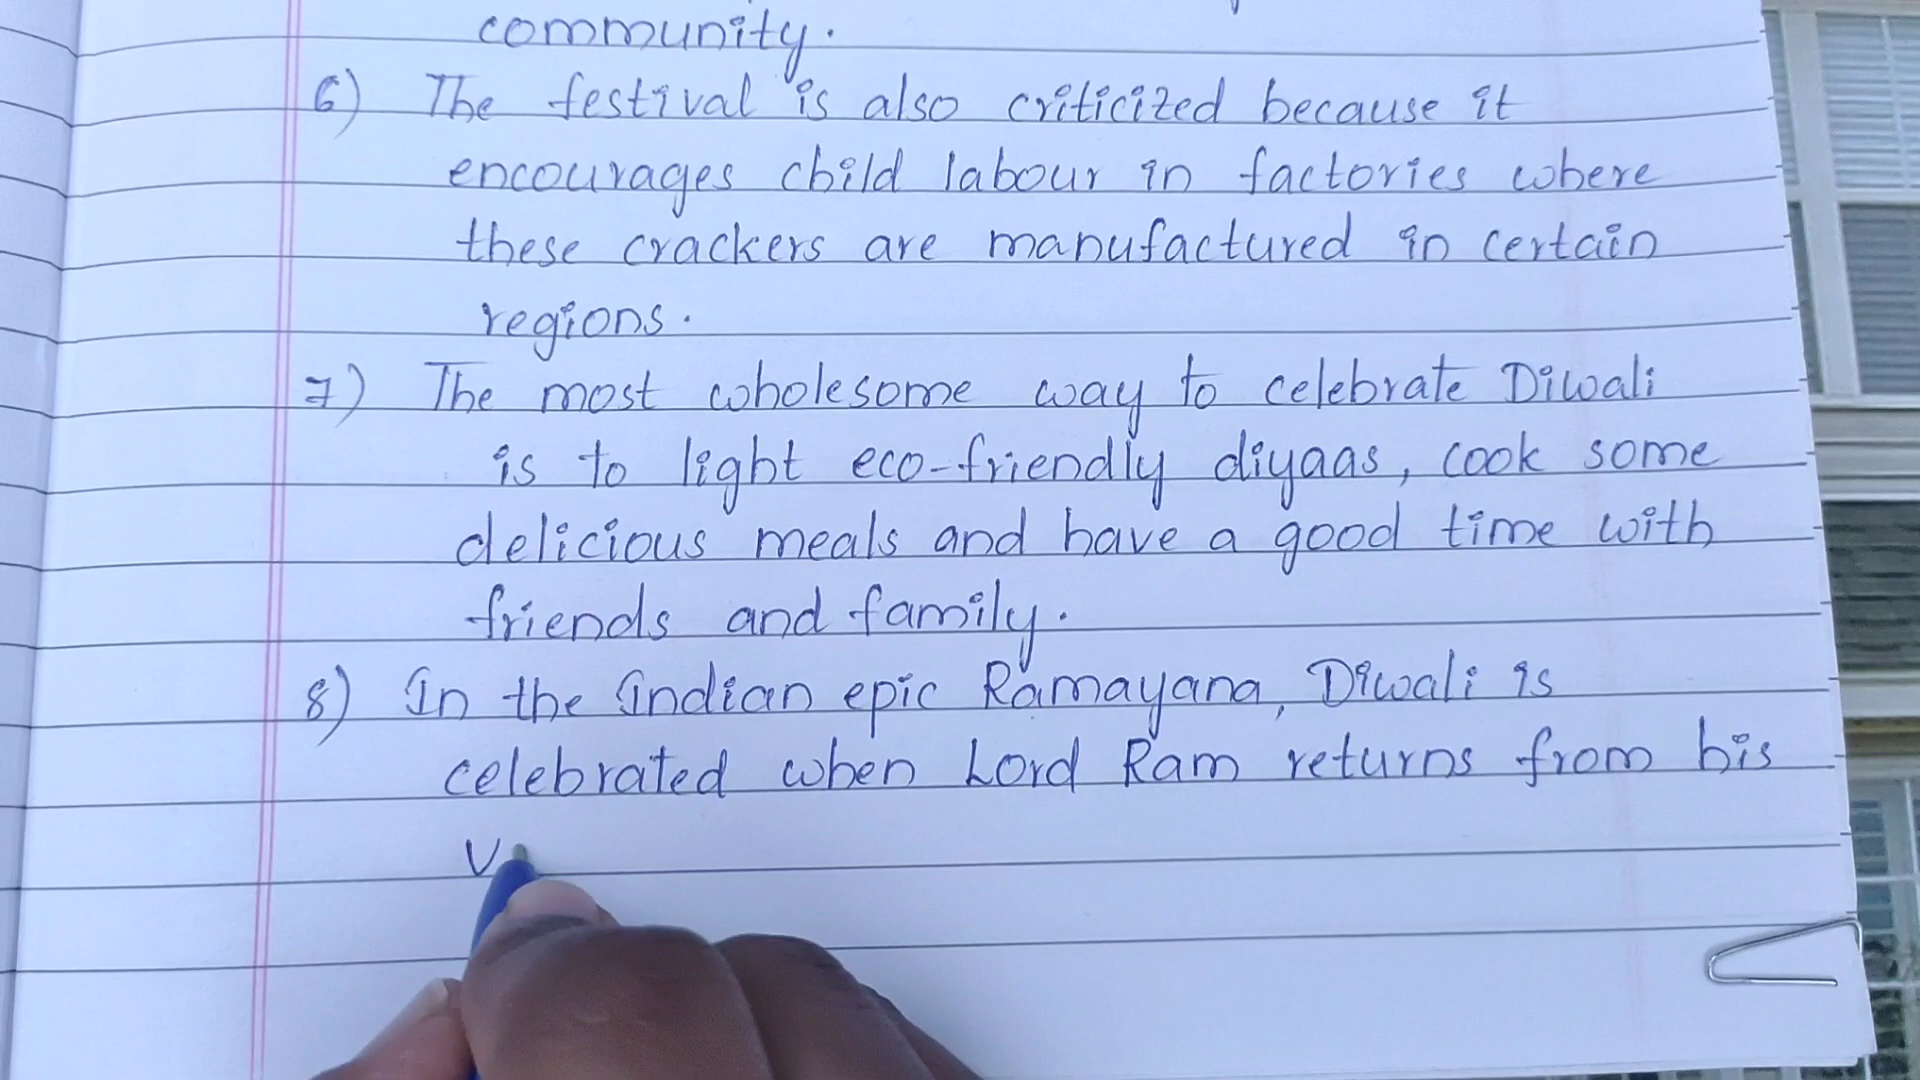 community.
6) The festival is also criticized because it
encourages child labour in factories where
these crackers are manufactured in certain
regions.
7) The most wholesome way to celebrate Diwali
is to light eco-friendly diyaas, cook some
delicious meals and have a good time with
friends and family.
8) In the Indian epic Ramayana, Diwali is
celebrated when Lord Ram returns from his
v